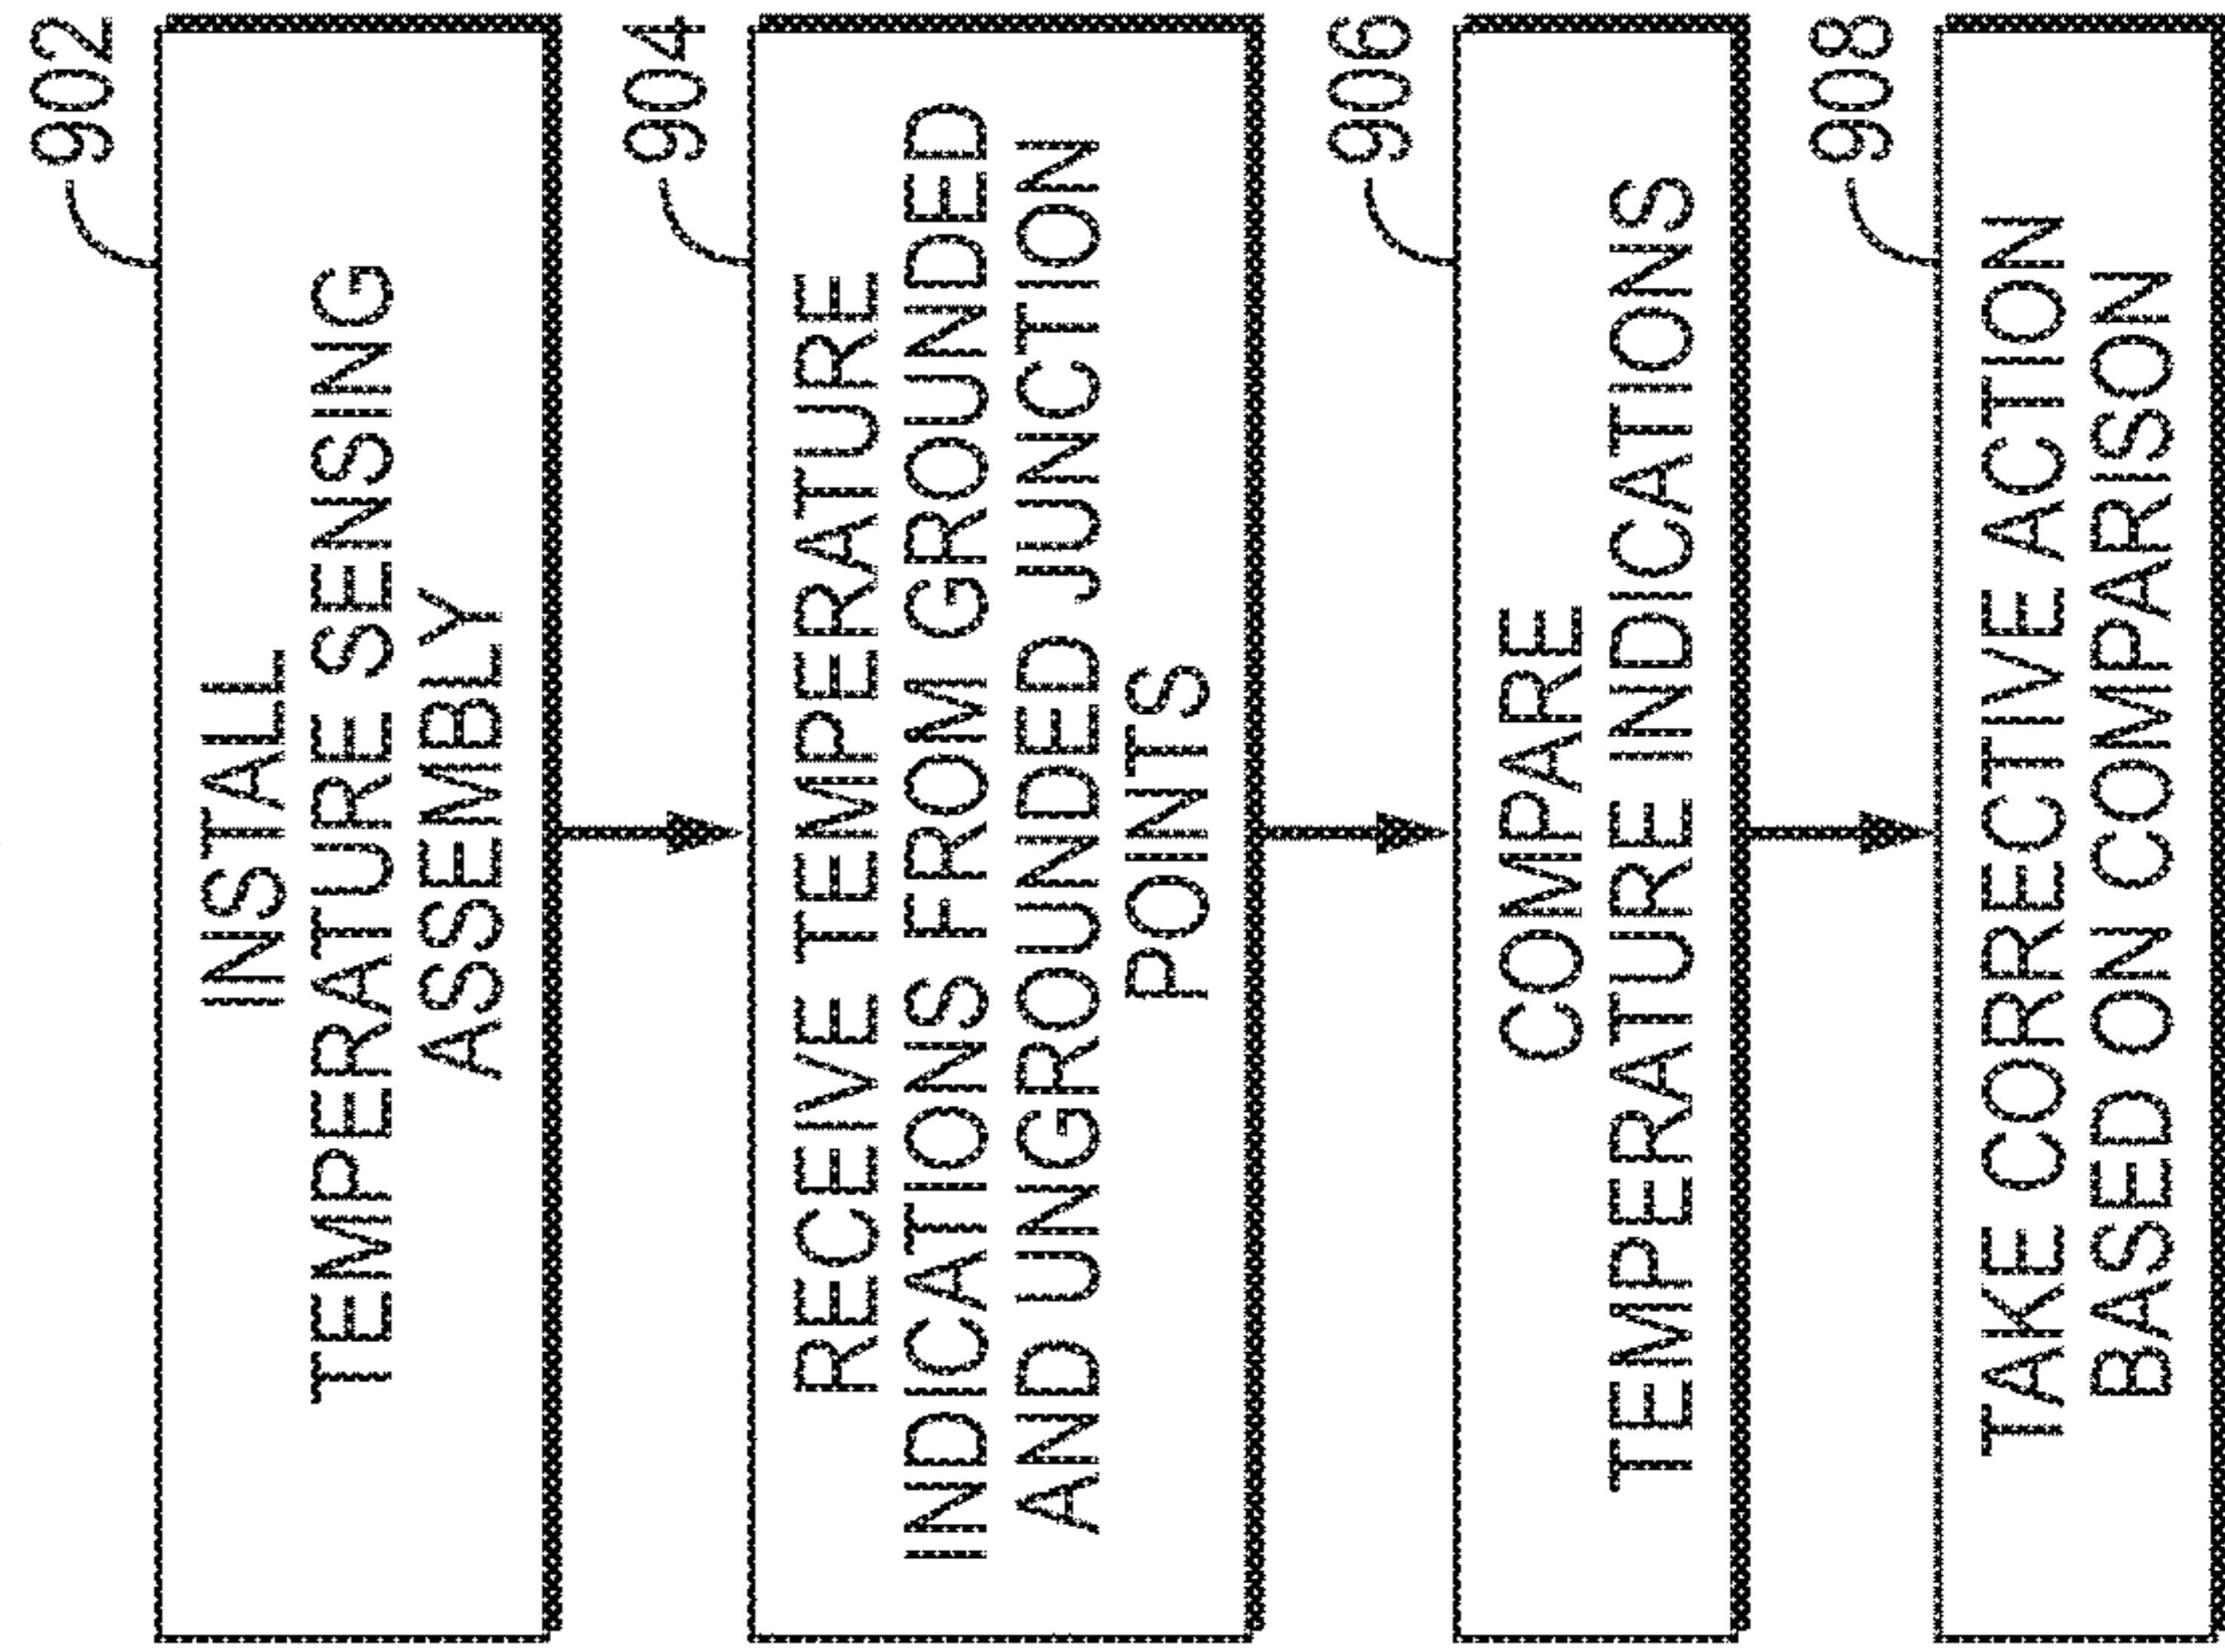 902
INSTALL
TEMPERATURE SENSING
ASSEMBLY
904
RECEIVE TEMPERATURE
INDICATIONS FROM GROUNDED
AND UNGROUNDED JUNCTION
POINTS
906
COMPARE
TEMPERATURE INDICATIONS
908
TAKE CORRECTIVE ACTION
BASED ON COMPARISON